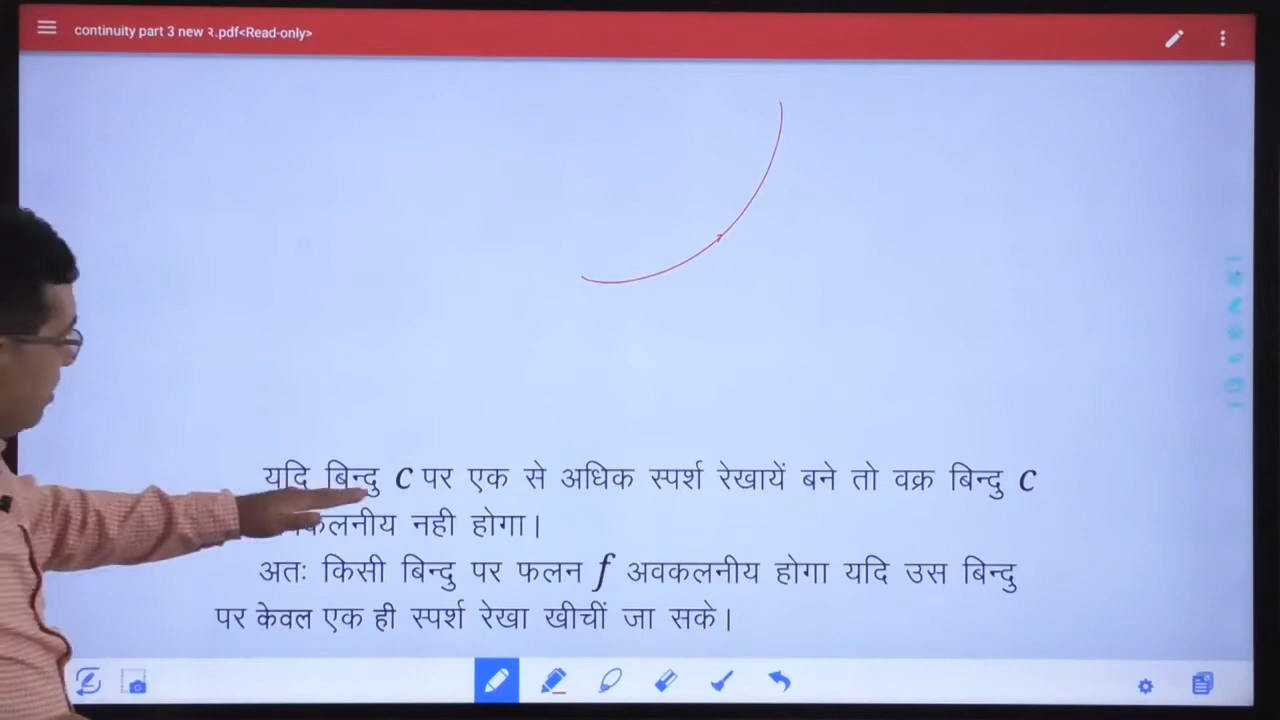 continuity part 3 new २.pdf<Read-only>
यदि बिन्दु c पर एक से अधिक स्पर्श रेखायें बने तो वक्र बिन्दु c
नही होगा।
अतः किसी बिन्दु पर फलन f अवकलनीय होगा यदि उस बिन्दु
पर केवल एक ही स्पर्श रेखा खीचीं जा सके।